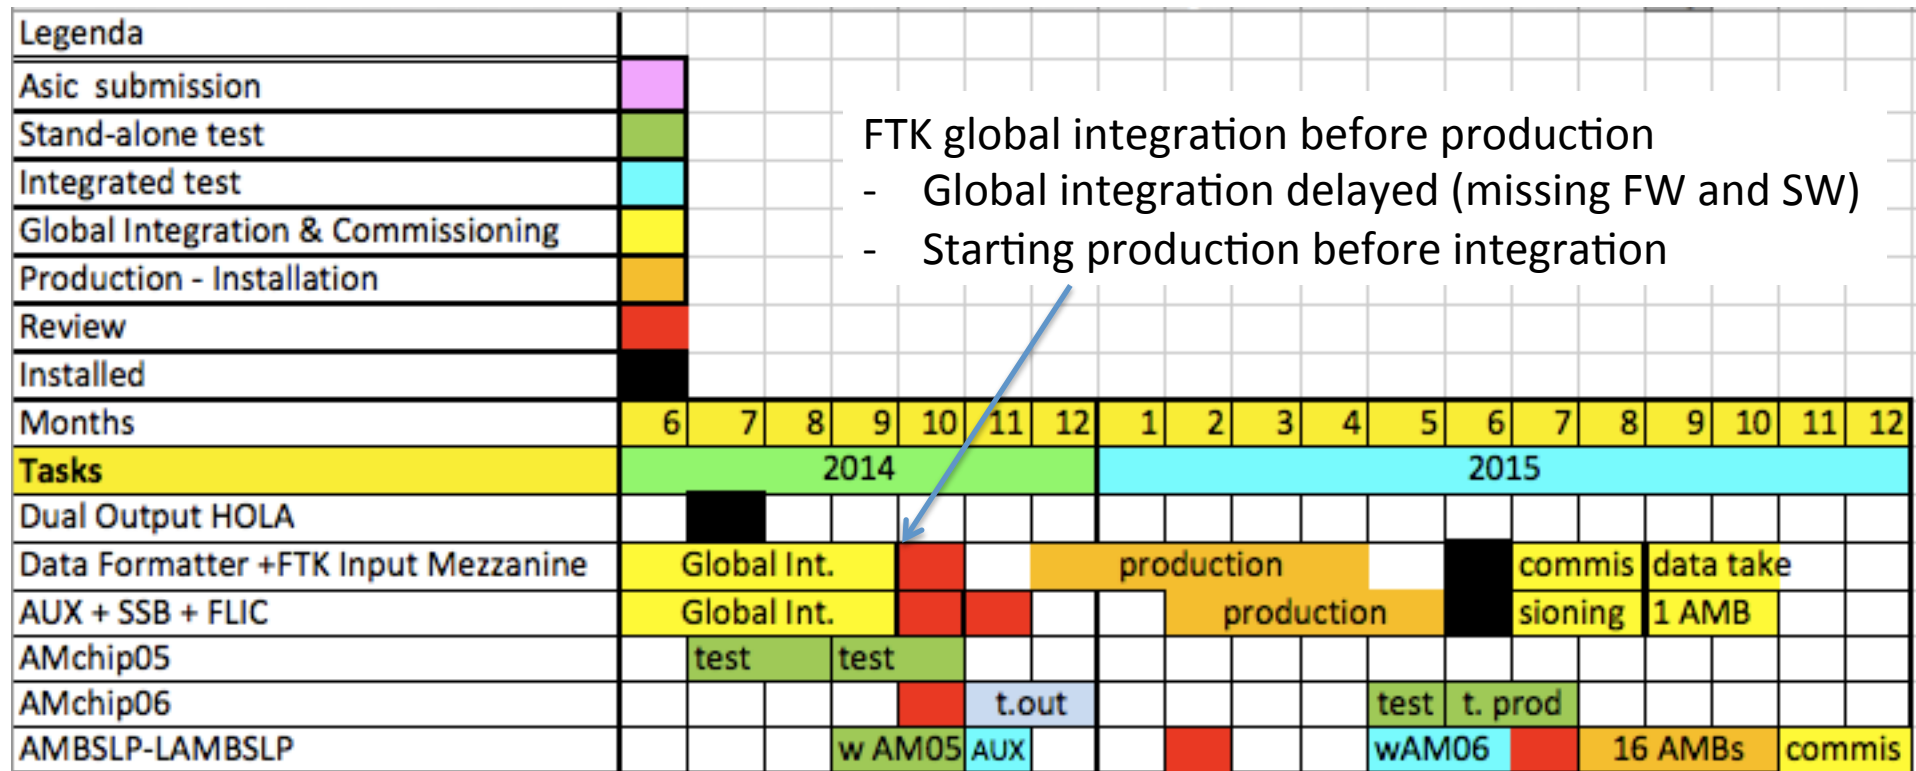 Legenda
Asic submission
Stand-alone test
Integrated test
Global Integration & Commissioning
Production - Installation
Review
Installed
FTK global integration before production
- Global integration delayed (missing FW and SW)
- Starting production before integration
Months 6 7 8 9 10 11 12 1 2 3 4 5 6 7 8 9 10 11 12
Tasks 2014 2015
Dual Output HOLA
Data Formatter +FTK Input Mezzanine Global Int. production commis data take
AUX + SSB + FLIC Global Int. production sioning 1 AMB
AMchip05 test test
AMchip06 t.out test t. prod
AMBSLP-LAMBSLP w AM05 AUX wAM06 16 AMBs commis